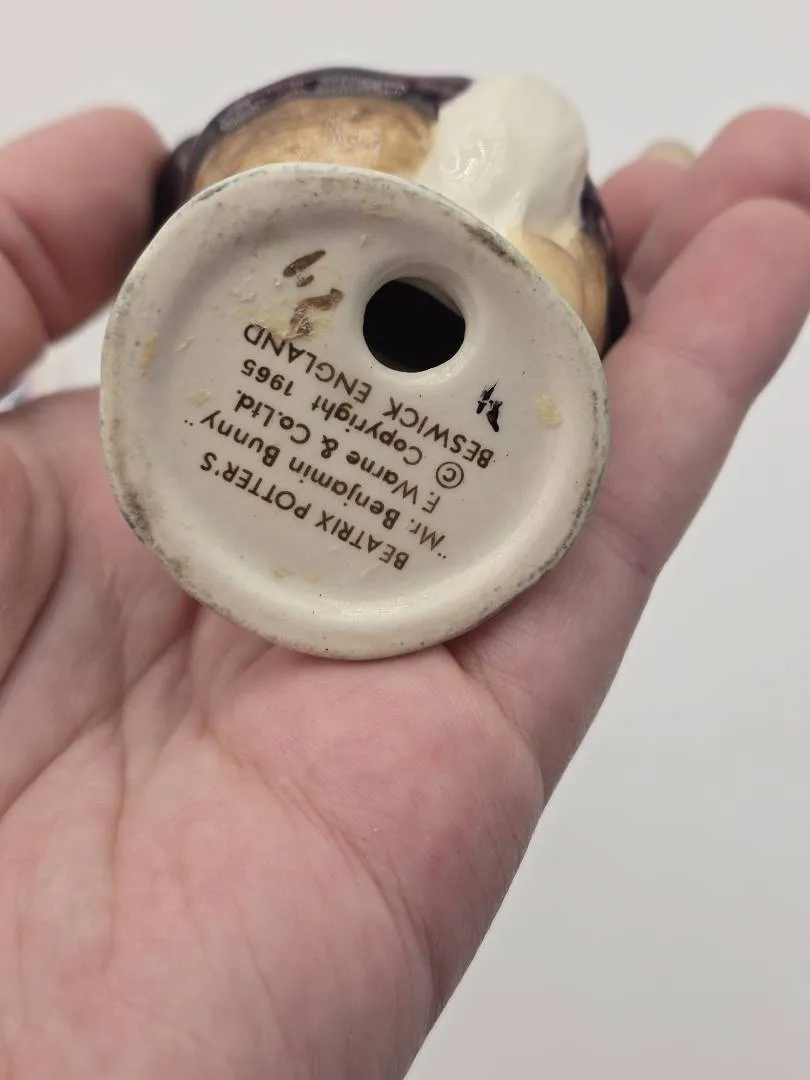 BEATRIX POTTER'S
"Mr. Benjamin Bunny"
F. Warne & Co.Ltd.
© Copyright 1965
BESWICK ENGLAND